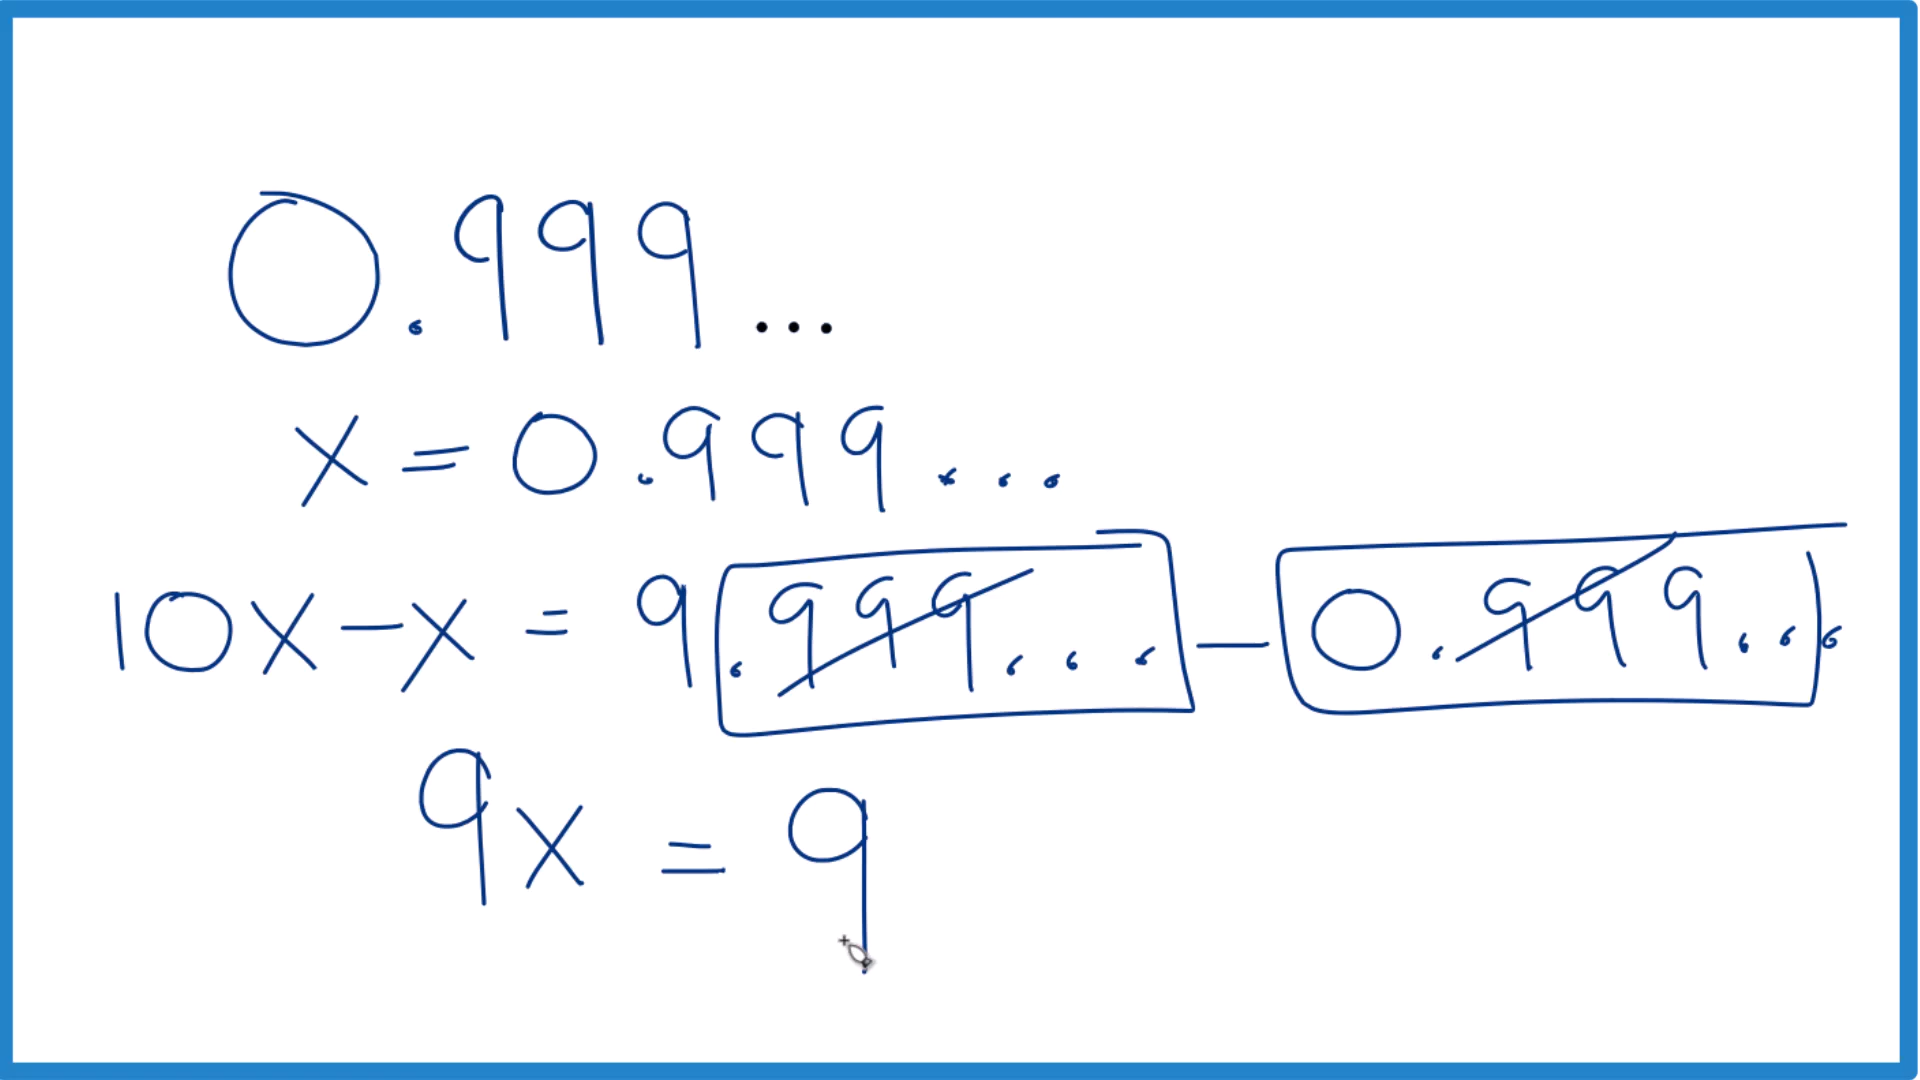 0.999...
x = 0.999...
10x - x = 9.999... - 0.999...
9x = 9